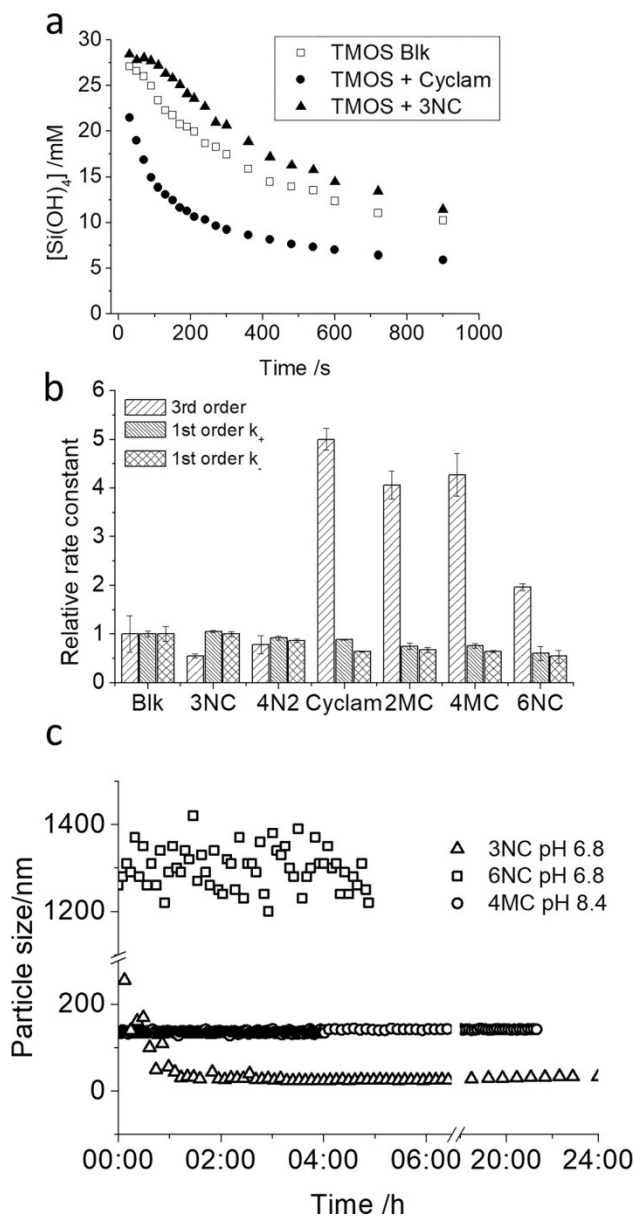 a
30
25
20
15
10
5
0
[Si(OH)₄] /mM
TMOS Blk
TMOS + Cyclam
TMOS + 3NC
0 200 400 600 800 1000
Time /s
b
6
5
4
3
2
1
0
Relative rate constant
3rd order
1st order k₊
1st order k₋
Blk 3NC 4N2 Cyclam 2MC 4MC 6NC
c
1400
1200
200
0
Particle size/nm
3NC pH 6.8
6NC pH 6.8
4MC pH 8.4
00:00 02:00 04:00 06:00 20:00 24:00
Time /h